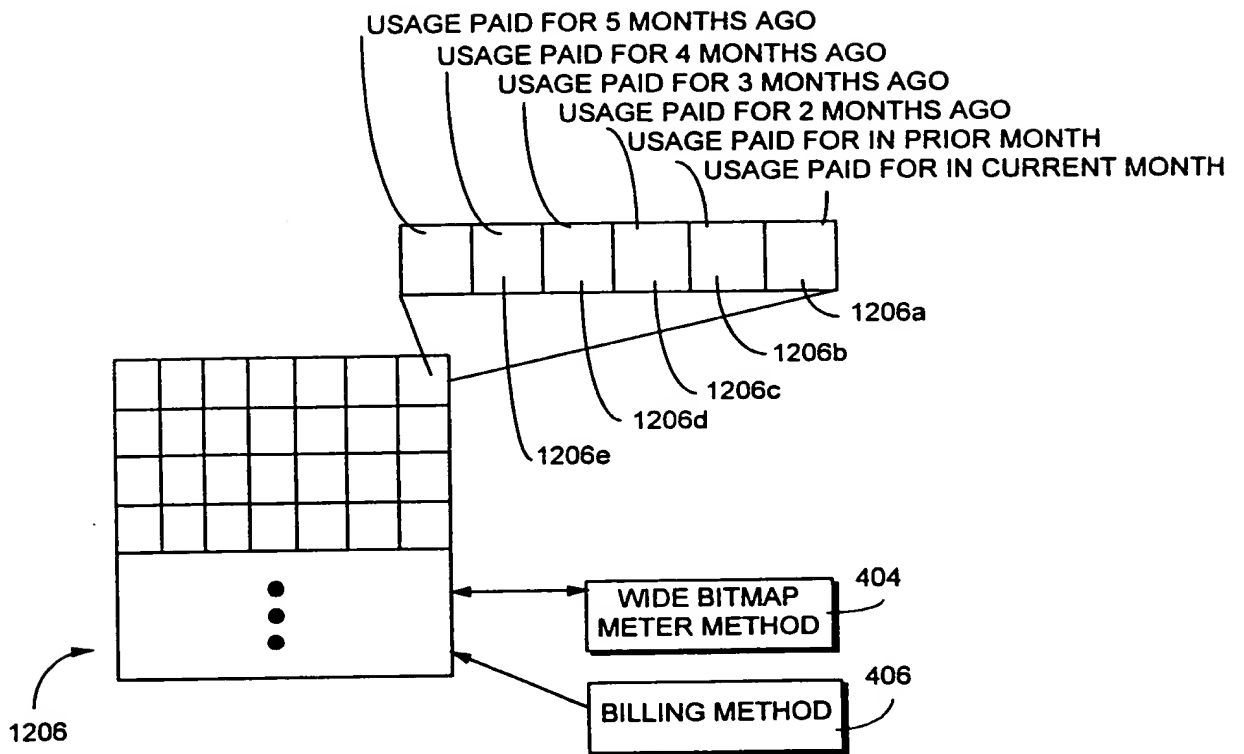 USAGE PAID FOR 5 MONTHS AGO
USAGE PAID FOR 4 MONTHS AGO
USAGE PAID FOR 3 MONTHS AGO
USAGE PAID FOR 2 MONTHS AGO
USAGE PAID FOR IN PRIOR MONTH
USAGE PAID FOR IN CURRENT MONTH
1206a
1206b
1206c
1206d
1206e
404
WIDE BITMAP
METER METHOD
406
BILLING METHOD
1206